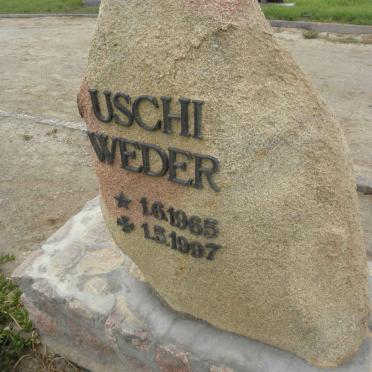 USCHI
WEDER
★ 1.6.1965
✤ 1.5.1997